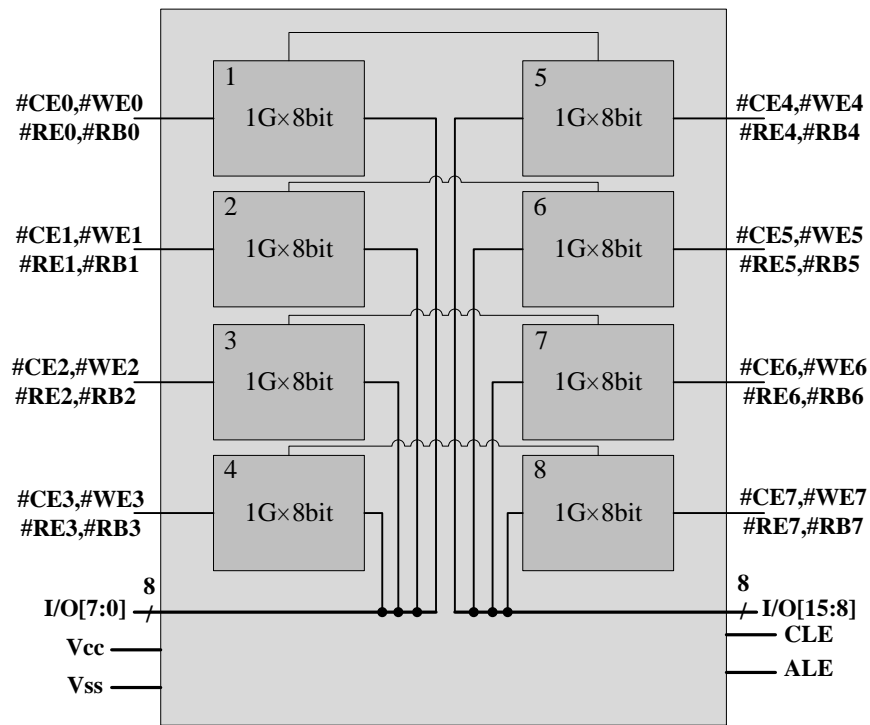 1
5
#CE0,#WE0
1G×8bit
1G×8bit
#CE4,#WE4
#RE0,#RB0
#RE4,#RB4
2
6
#CE1,#WE1
1G×8bit
1G×8bit
#CE5,#WE5
#RE1,#RB1
#RE5,#RB5
3
7
#CE2,#WE2
1G×8bit
1G×8bit
#CE6,#WE6
#RE2,#RB2
#RE6,#RB6
4
8
#CE3,#WE3
1G×8bit
1G×8bit
#CE7,#WE7
#RE3,#RB3
#RE7,#RB7
8
8
I/O[7:0]
I/O[15:8]
CLE
Vcc
ALE
Vss